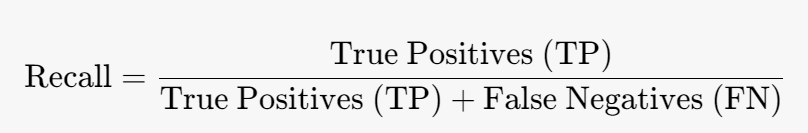 Recall = True Positives (TP) / True Positives (TP) + False Negatives (FN)